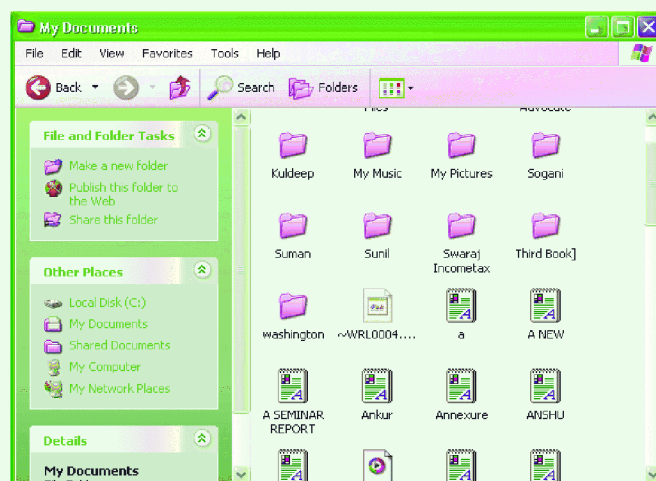 My Documents
File Edit View Favorites Tools Help
Back Search Folders
Files Advocate
File and Folder Tasks
Make a new folder
Publish this folder to
the Web
Share this folder
Other Places
Local Disk (C:)
My Documents
Shared Documents
My Computer
My Network Places
Details
My Documents
Kuldeep My Music My Pictures Sogani
Suman Sunil Swaraj Third Book]
Incometax
washington ~WRL0004.... a A NEW
A SEMINAR Ankur Annexure ANSHU
REPORT